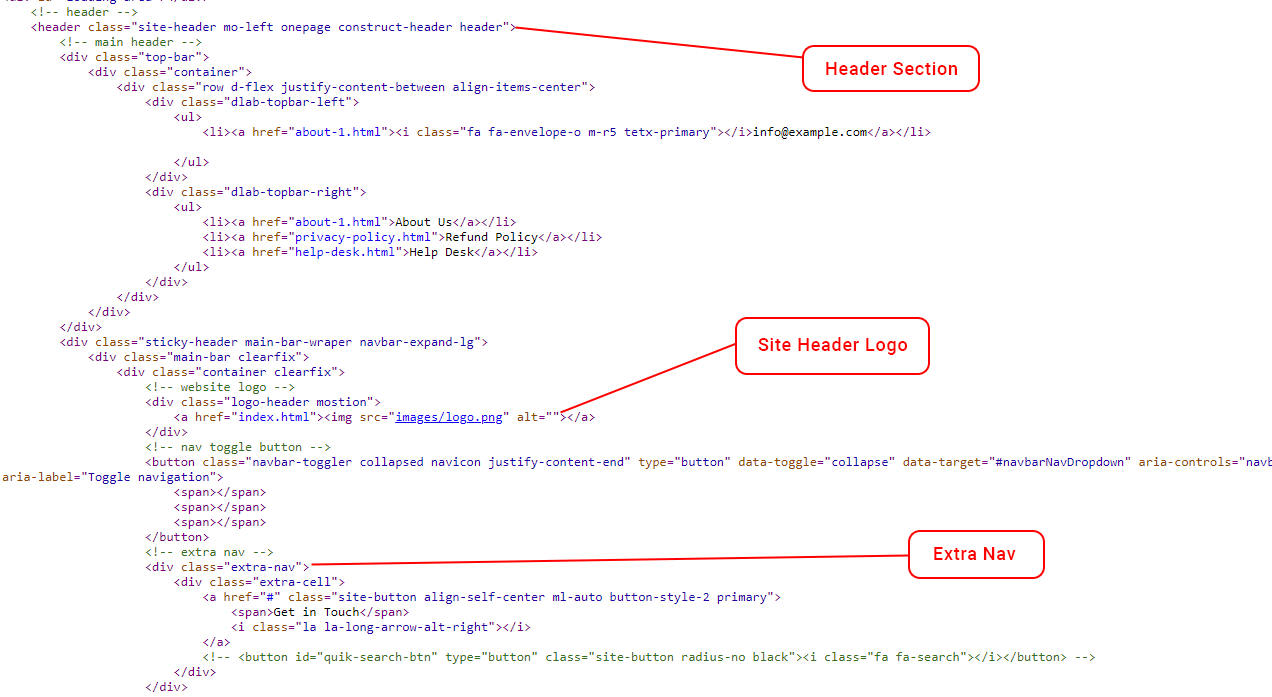 <!-- header -->
<header class="site-header mo-left onepage construct-header header">
<!-- main header -->
Header Section
<div class="top-bar">
<div class="container">
<div class="row d-flex justify-content-between align-items-center">
<div class="dlab-topbar-left">
<ul>
<li><a href="about-1.html"><i class="fa fa-envelope-o m-r5 tetx-primary"></i>info@example.com</a></li>
</ul>
</div>
<div class="dlab-topbar-right">
<ul>
<li><a href="about-1.html">About Us</a></li>
<li><a href="privacy-policy.html">Refund Policy</a></li>
<li><a href="help-desk.html">Help Desk</a></li>
</ul>
</div>
</div>
</div>
</div>
<div class="sticky-header main-bar-wraper navbar-expand-lg">
Site Header Logo
<div class="main-bar clearfix">
<div class="container clearfix">
<!-- website logo -->
<div class="logo-header mostion">
<a href="index.html"><img src="images/logo.png" alt=""></a>
</div>
<!-- nav toggle button -->
<button class="navbar-toggler collapsed navicon justify-content-end" type="button" data-toggle="collapse" data-target="#navbarNavDropdown" aria-controls="navb
aria-label="Toggle navigation">
<span></span>
<span></span>
<span></span>
</button>
<!-- extra nav -->
Extra Nav
<div class="extra-nav">
<div class="extra-cell">
<a href="#" class="site-button align-self-center ml-auto button-style-2 primary">
<span>Get in Touch</span>
<i class="la la-long-arrow-alt-right"></i>
</a>
<!-- <button id="quik-search-btn" type="button" class="site-button radius-no black"><i class="fa fa-search"></i></button> -->
</div>
</div>